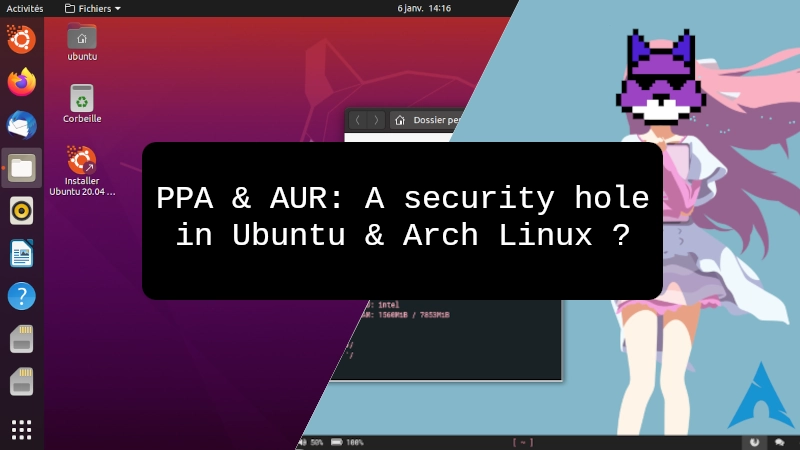 Activités
Fichiers
6 janv. 14:16
ubuntu
Corbeille
Installer
Ubuntu 20.04 ...
Dossier per
PPA & AUR: A security hole
in Ubuntu & Arch Linux ?
: intel
: 1560MiB / 7853MiB
50% 100%
[ ~ ]